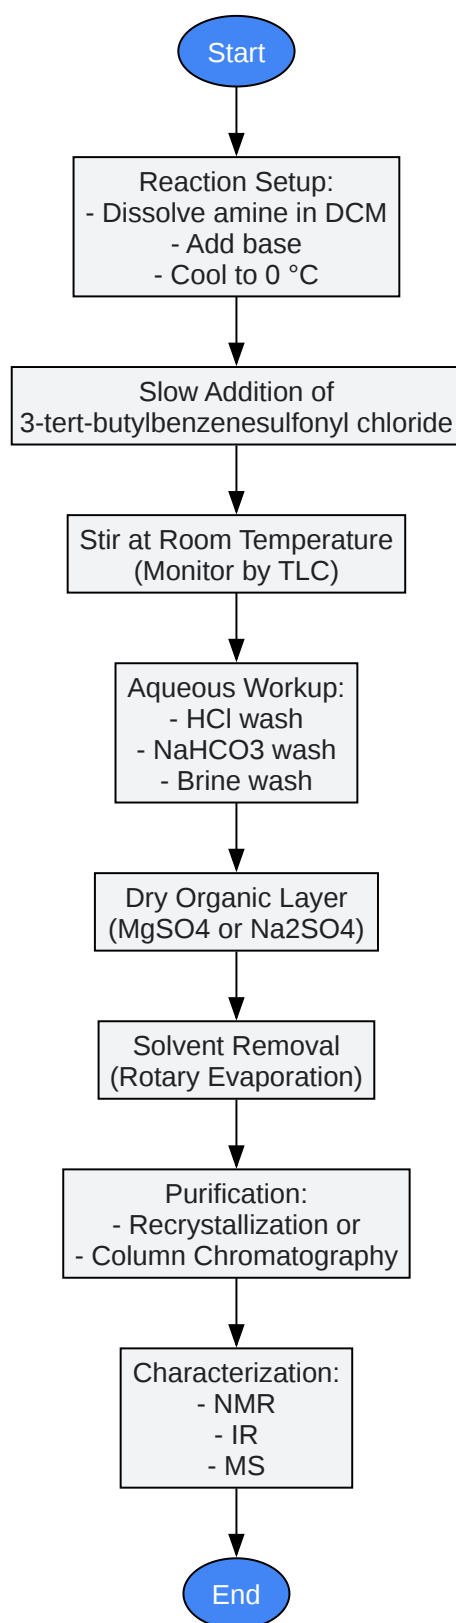 Start
Reaction Setup:
- Dissolve amine in DCM
- Add base
- Cool to 0 °C
Slow Addition of
3-tert-butylbenzenesulfonyl chloride
Stir at Room Temperature
(Monitor by TLC)
Aqueous Workup:
- HCl wash
- NaHCO3 wash
- Brine wash
Dry Organic Layer
(MgSO4 or Na2SO4)
Solvent Removal
(Rotary Evaporation)
Purification:
- Recrystallization or
- Column Chromatography
Characterization:
- NMR
- IR
- MS
End